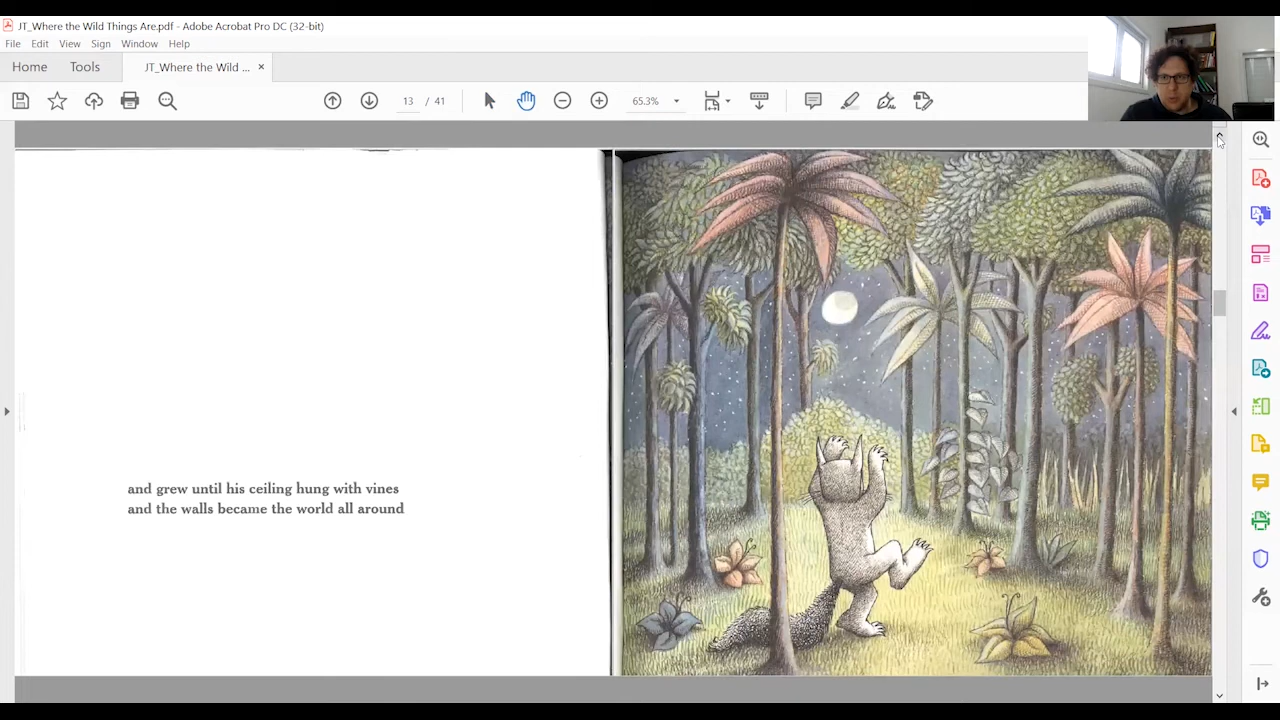 JT_Where the Wild Things Are.pdf - Adobe Acrobat Pro DC (32-bit)
File Edit View Sign Window Help
Home Tools JT_Where the Wild ... ×
13 / 41 65.3%
and grew until his ceiling hung with vines
and the walls became the world all around